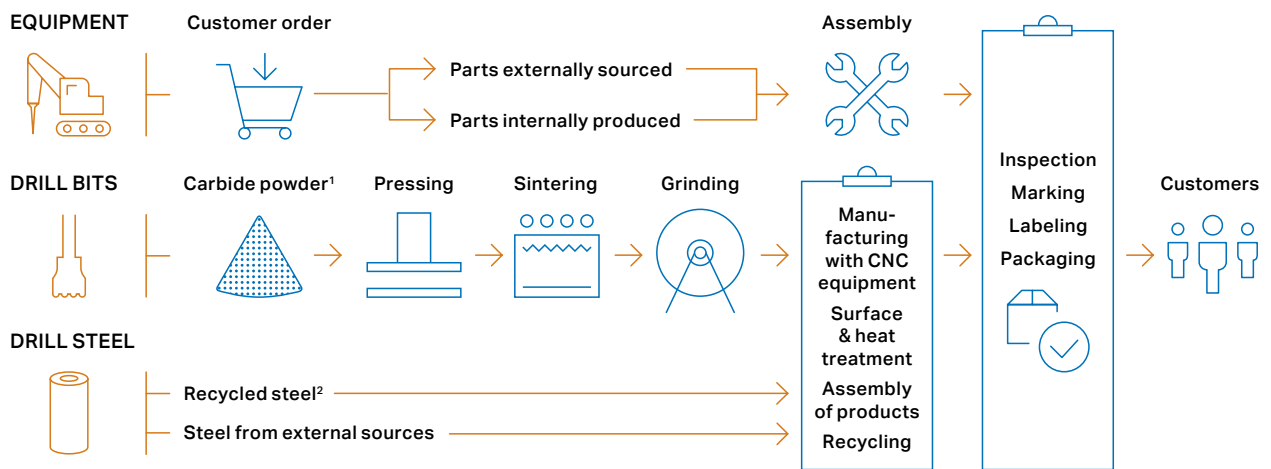 EQUIPMENT
Customer order
Assembly
Parts externally sourced
Parts internally produced
DRILL BITS
Carbide powder¹
Pressing
Sintering
Grinding
Manu-
facturing
with CNC
equipment
Surface
& heat
treatment
Assembly
of products
Recycling
Inspection
Marking
Labeling
Packaging
Customers
DRILL STEEL
Recycled steel²
Steel from external sources